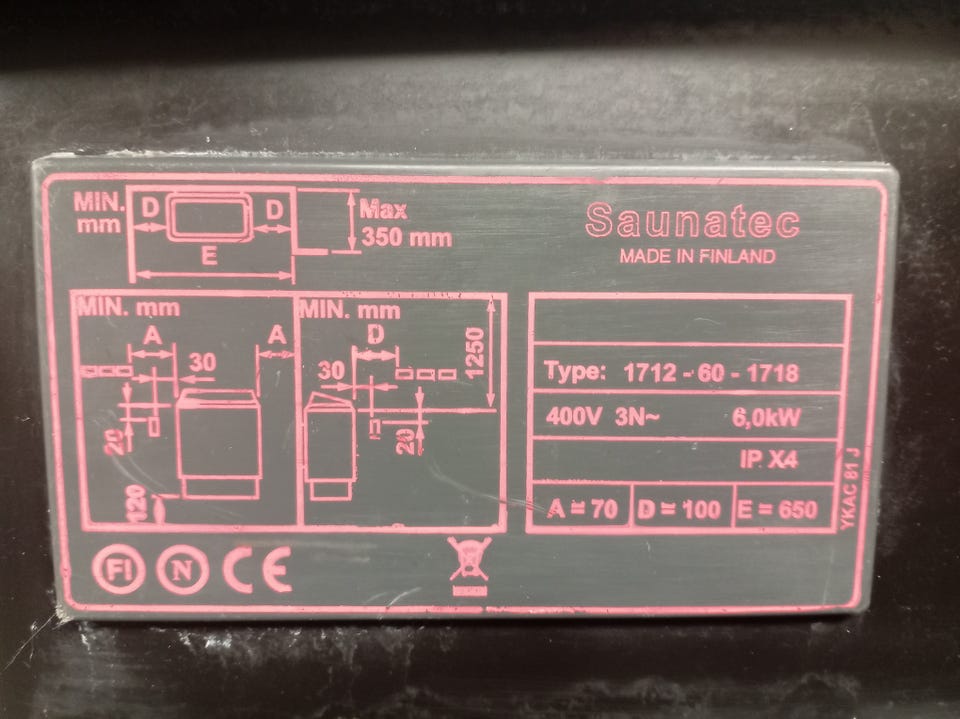 MIN.
mm
D
D
E
Max
350 mm
Saunatec
MADE IN FINLAND
MIN. mm
A
A
30
20
120
MIN. mm
D
30
1250
20
Type: 1712 - 60 - 1718
400V 3N~ 6,0kW
IP X4
A = 70 D = 100 E = 650
YKAC 81 J
FI N CE